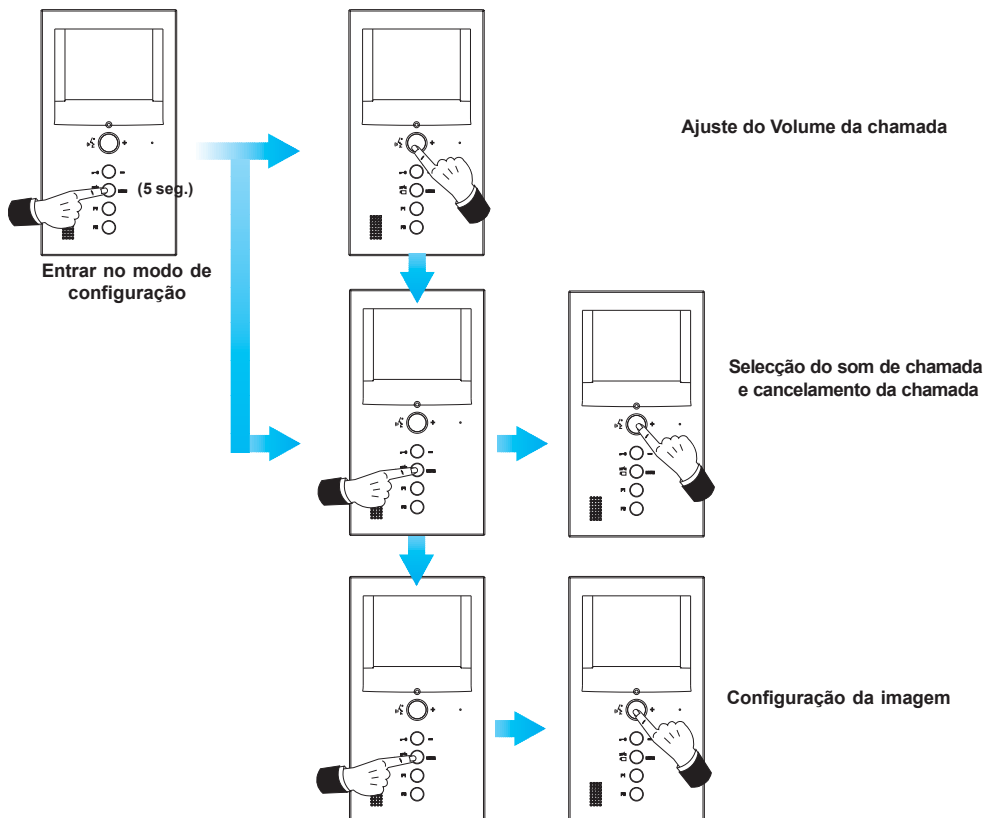 Ajuste do Volume da chamada
+
(5 seg.)
Entrar no modo de
configuração
+
Selecção do som de chamada
e cancelamento da chamada
+
+
Configuração da imagem
+
+